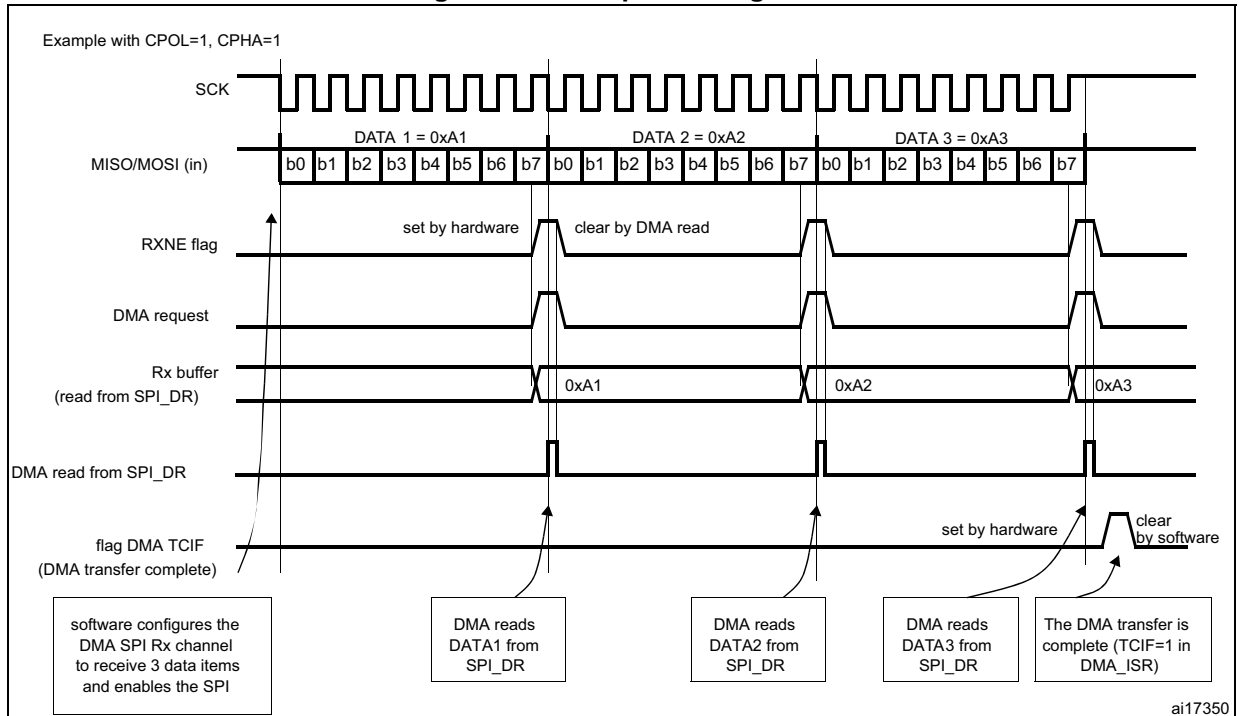 Example with CPOL=1, CPHA=1
SCK
DATA 1 = 0xA1
DATA 2 = 0xA2
DATA 3 = 0xA3
MISO/MOSI (in)
b0 b1 b2 b3 b4 b5 b6 b7 b0 b1 b2 b3 b4 b5 b6 b7 b0 b1 b2 b3 b4 b5 b6 b7
set by hardware
clear by DMA read
RXNE flag
DMA request
Rx buffer
(read from SPI_DR)
0xA1
0xA2
0xA3
DMA read from SPI_DR
set by hardware
clear
by software
flag DMA TCIF
(DMA transfer complete)
software configures the
DMA SPI Rx channel
to receive 3 data items
and enables the SPI
DMA reads
DATA1 from
SPI_DR
DMA reads
DATA2 from
SPI_DR
DMA reads
DATA3 from
SPI_DR
The DMA transfer is
complete (TCIF=1 in
DMA_ISR)
ai17350